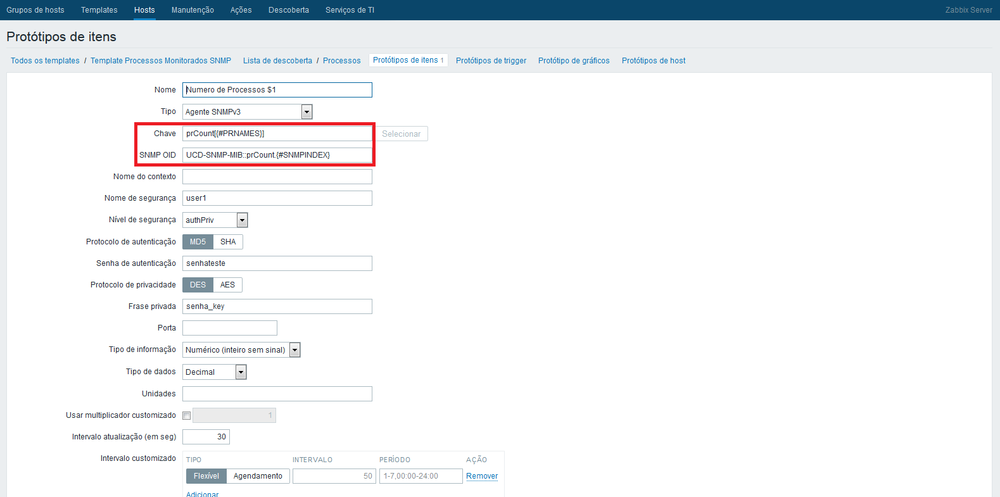 Grupos de hosts Templates Hosts Manutenção Ações Descoberta Serviços de TI Zabbix Server
Protótipos de itens
Todos os templates / Template Processos Monitorados SNMP Lista de descoberta / Processos Protótipos de itens 1 Protótipos de trigger Protótipo de gráficos Protótipos de host
Nome Numero de Processos $1
Tipo Agente SNMPv3
Chave prCount[{#PRNAMES}] Selecionar
SNMP OID UCD-SNMP-MIB::prCount.{#SNMPINDEX}
Nome do contexto
Nome de segurança user1
Nível de segurança authPriv
Protocolo de autenticação MD5 SHA
Senha de autenticação senhateste
Protocolo de privacidade DES AES
Frase privada senha_key
Porta
Tipo de informação Numérico (inteiro sem sinal)
Tipo de dados Decimal
Unidades
Usar multiplicador customizado 1
Intervalo atualização (em seg) 30
Intervalo customizado TIPO INTERVALO PERÍODO AÇÃO
Flexível Agendamento 50 1-7,00:00-24:00 Remover
Adicionar